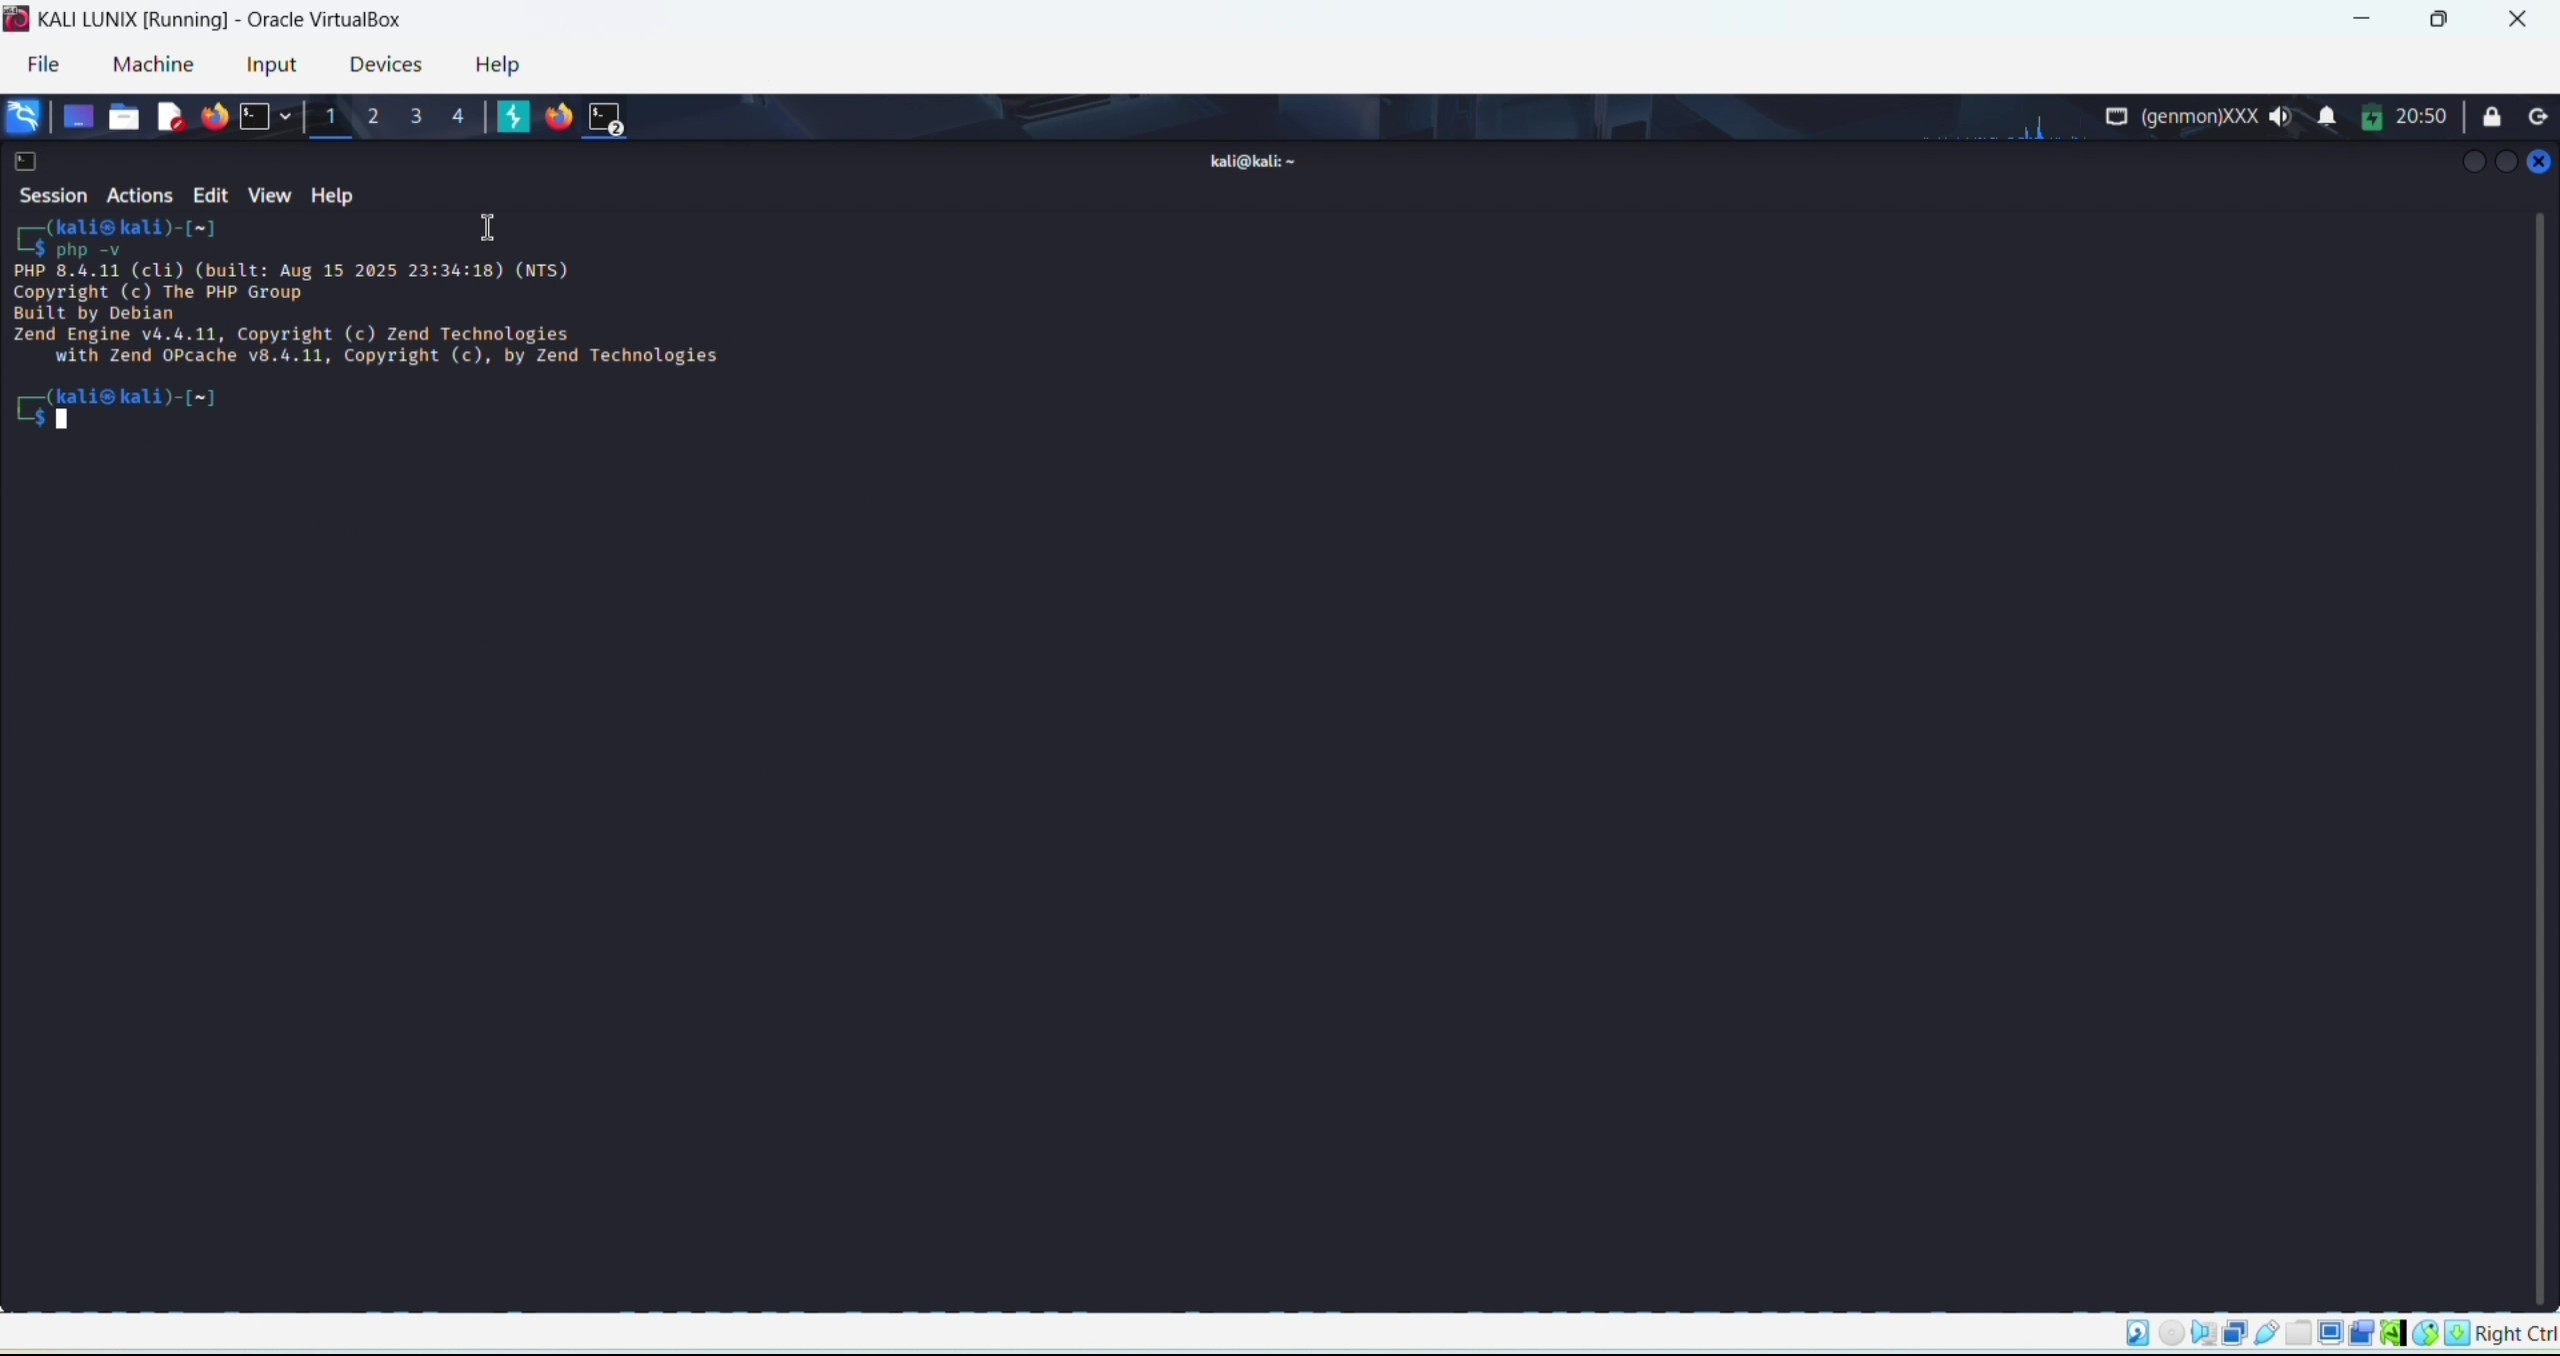 KALI LUNIX [Running] - Oracle VirtualBox
File Machine Input Devices Help
1 2 3 4 2 (genmon)XXX 20:50
kali@kali: ~
Session Actions Edit View Help
┌──(kali㉿kali)-[~]
└─$ php -v
PHP 8.4.11 (cli) (built: Aug 15 2025 23:34:18) (NTS)
Copyright (c) The PHP Group
Built by Debian
Zend Engine v4.4.11, Copyright (c) Zend Technologies
    with Zend OPcache v8.4.11, Copyright (c), by Zend Technologies
┌──(kali㉿kali)-[~]
└─$
Right Ctrl